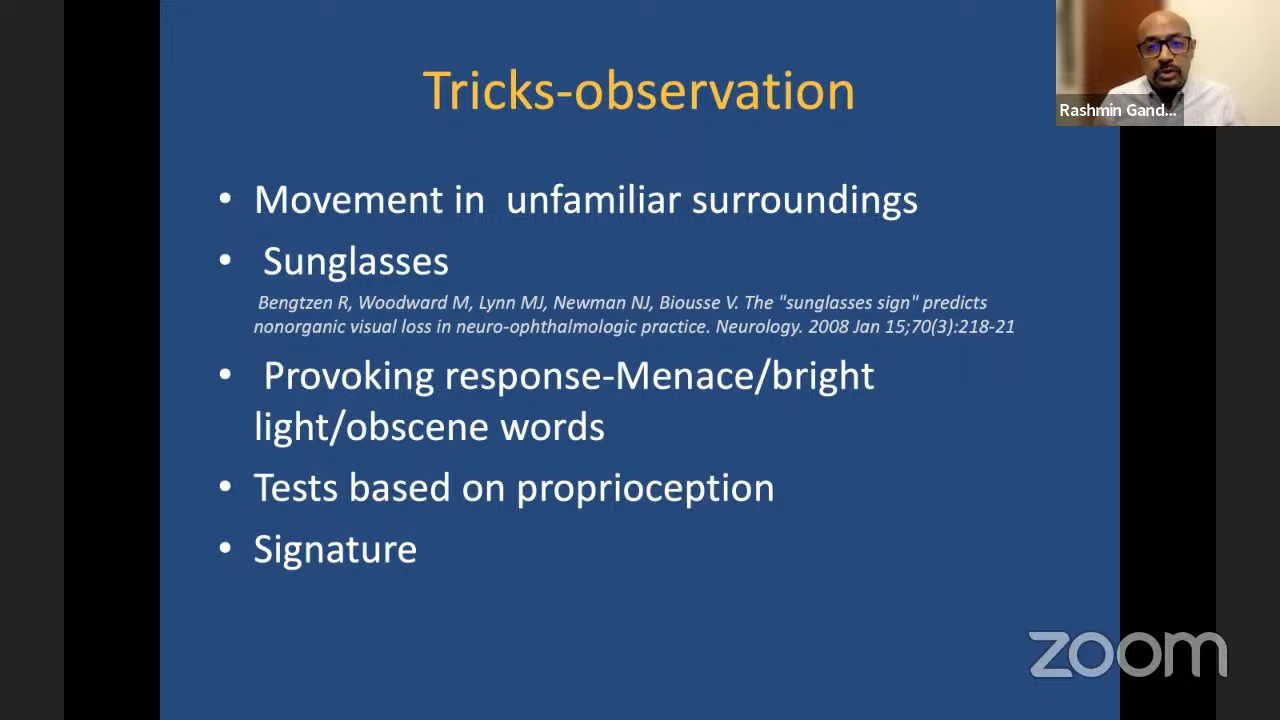 Tricks-observation
Rashmin Gand...
• Movement in unfamiliar surroundings
• Sunglasses
Bengtzen R, Woodward M, Lynn MJ, Newman NJ, Biousse V. The "sunglasses sign" predicts
nonorganic visual loss in neuro-ophthalmologic practice. Neurology. 2008 Jan 15;70(3):218-21
• Provoking response-Menace/bright
light/obscene words
• Tests based on proprioception
• Signature
zoom